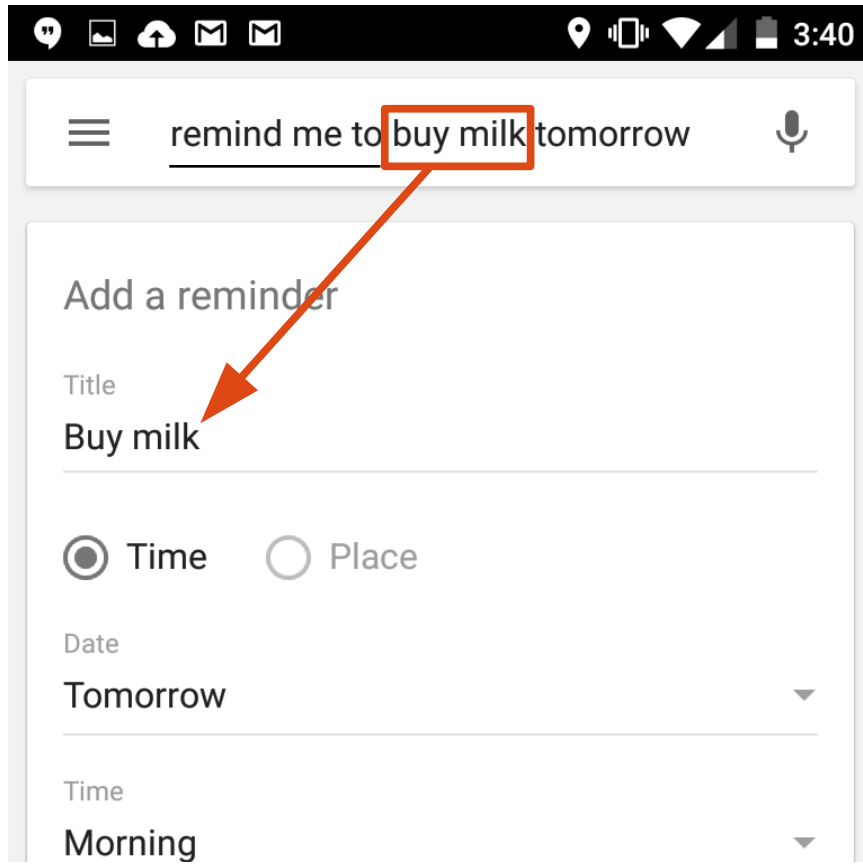 3:40
remind me to buy milk tomorrow
Add a reminder
Title
Buy milk
Time Place
Date
Tomorrow
Time
Morning